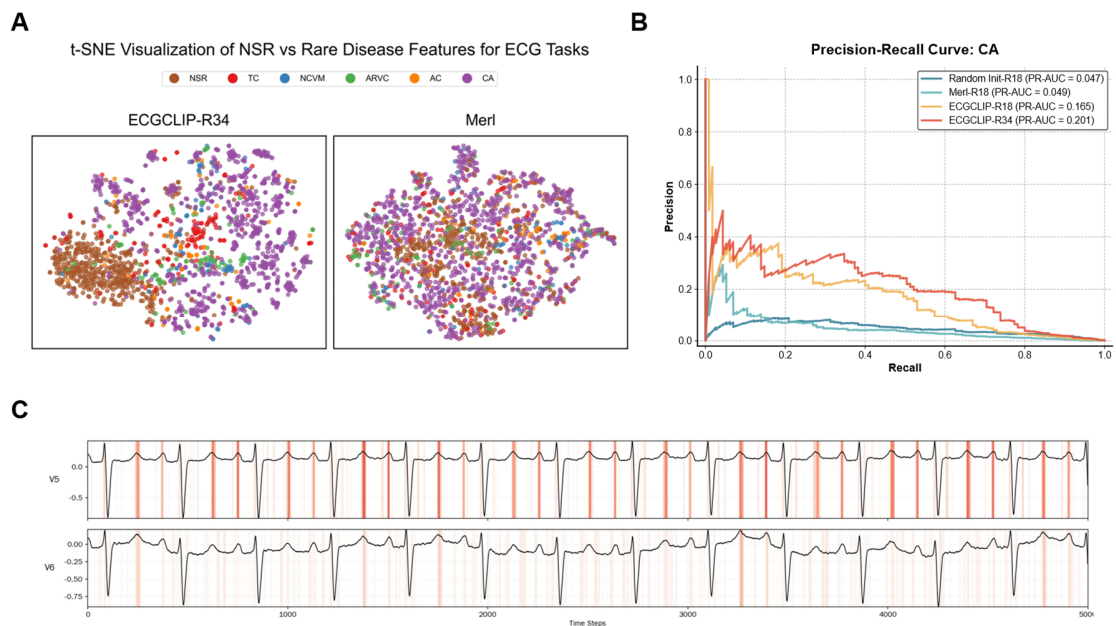 A
t-SNE Visualization of NSR vs Rare Disease Features for ECG Tasks
NSR TC NCVM ARVC AC CA
ECGCLIP-R34
Merl
B
Precision-Recall Curve: CA
Random Init-R18 (PR-AUC = 0.047)
Merl-R18 (PR-AUC = 0.049)
ECGCLIP-R18 (PR-AUC = 0.165)
ECGCLIP-R34 (PR-AUC = 0.201)
1.0
0.8
0.6
0.4
0.2
0.0
Precision
0.0 0.2 0.4 0.6 0.8 1.0
Recall
C
V5
0.0
-0.5
V6
0.00
-0.25
-0.50
-0.75
0 1000 2000 3000 4000 500
Time Steps